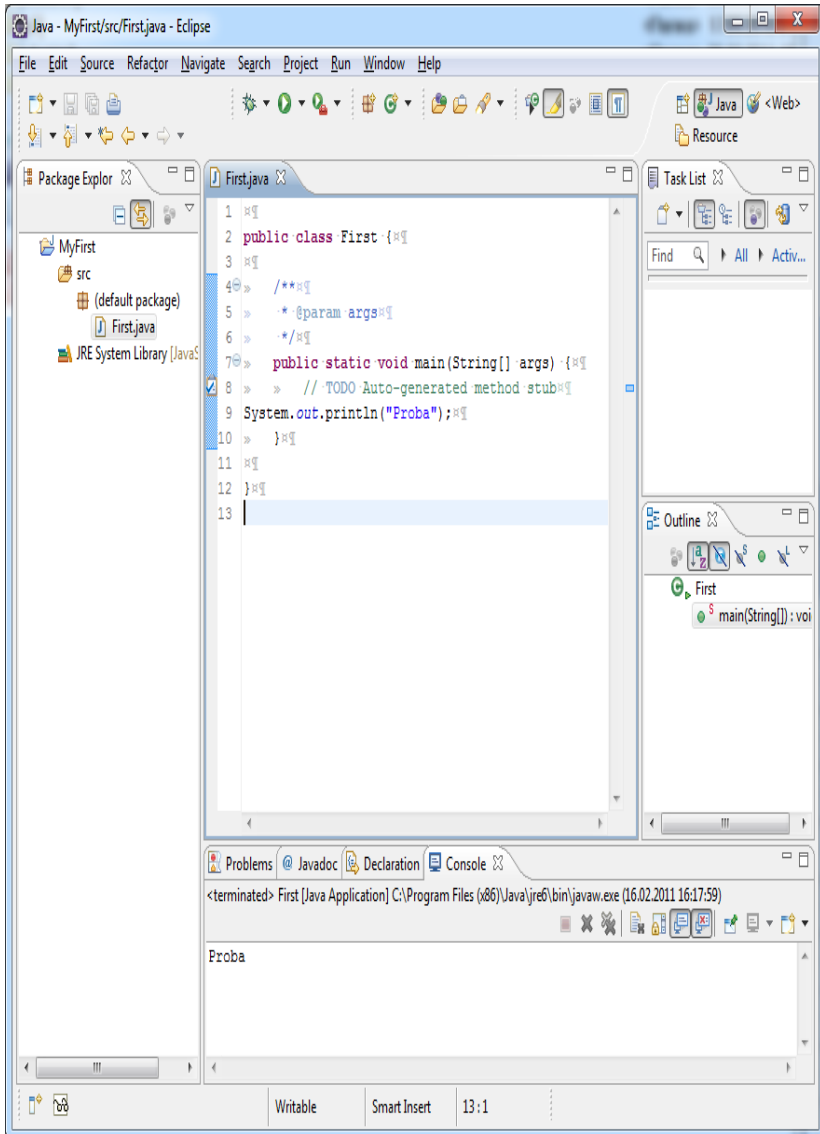 Java - MyFirst/src/First.java - Eclipse
File Edit Source Refactor Navigate Search Project Run Window Help
Java <Web>
Resource
Package Explor
MyFirst
src
(default package)
First.java
JRE System Library [JavaS
First.java
1 ¤¶
2 public·class·First·{¤¶
3 ¤¶
4 » /**¤¶
5 » ·*·@param·args¤¶
6 » ·*/¤¶
7 » public·static·void·main(String[]·args)·{¤¶
8 » » //·TODO·Auto-generated·method·stub¤¶
9 System.out.println("Proba");¤¶
10 » }¤¶
11 ¤¶
12 }¤¶
13
Task List
Find All Activ...
Outline
First
S main(String[]) : voi
Problems Javadoc Declaration Console
<terminated> First [Java Application] C:\Program Files (x86)\Java\jre6\bin\javaw.exe (16.02.2011 16:17:59)
Proba
Writable Smart Insert 13 : 1